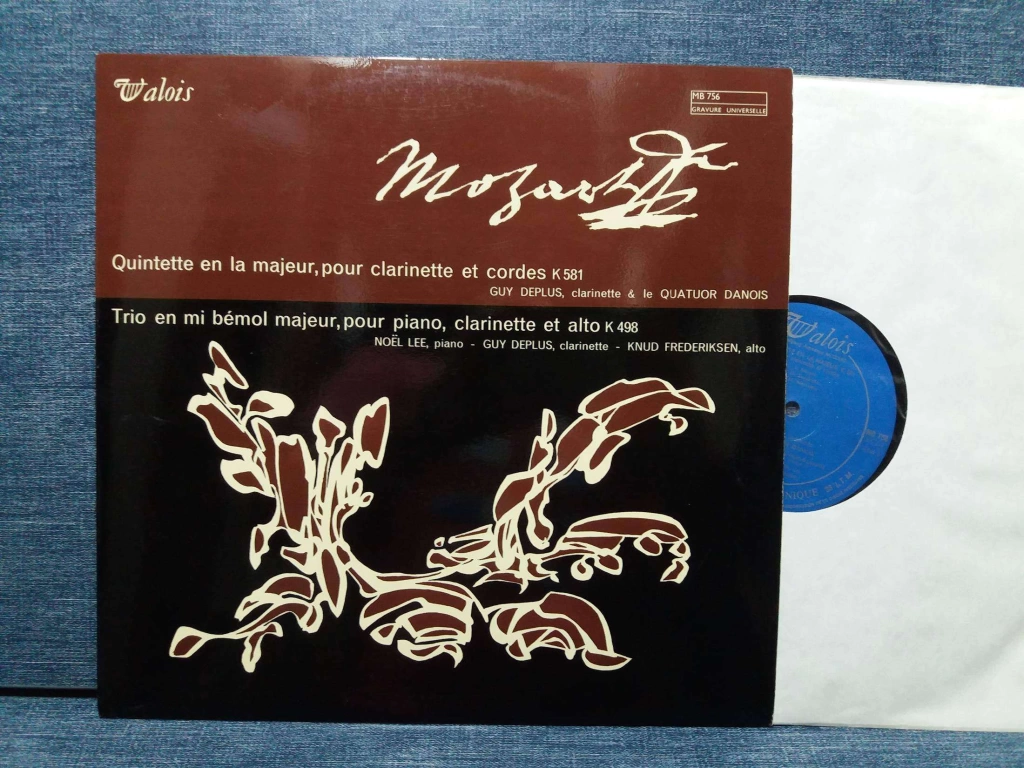 Valois
MB 756
GRAVURE UNIVERSELLE
Mozart
Quintette en la majeur, pour clarinette et cordes K 581
GUY DEPLUS, clarinette & le QUATUOR DANOIS
Trio en mi bémol majeur, pour piano, clarinette et alto K 498
NOËL LEE, piano - GUY DEPLUS, clarinette - KNUD FREDERIKSEN, alto
Valois